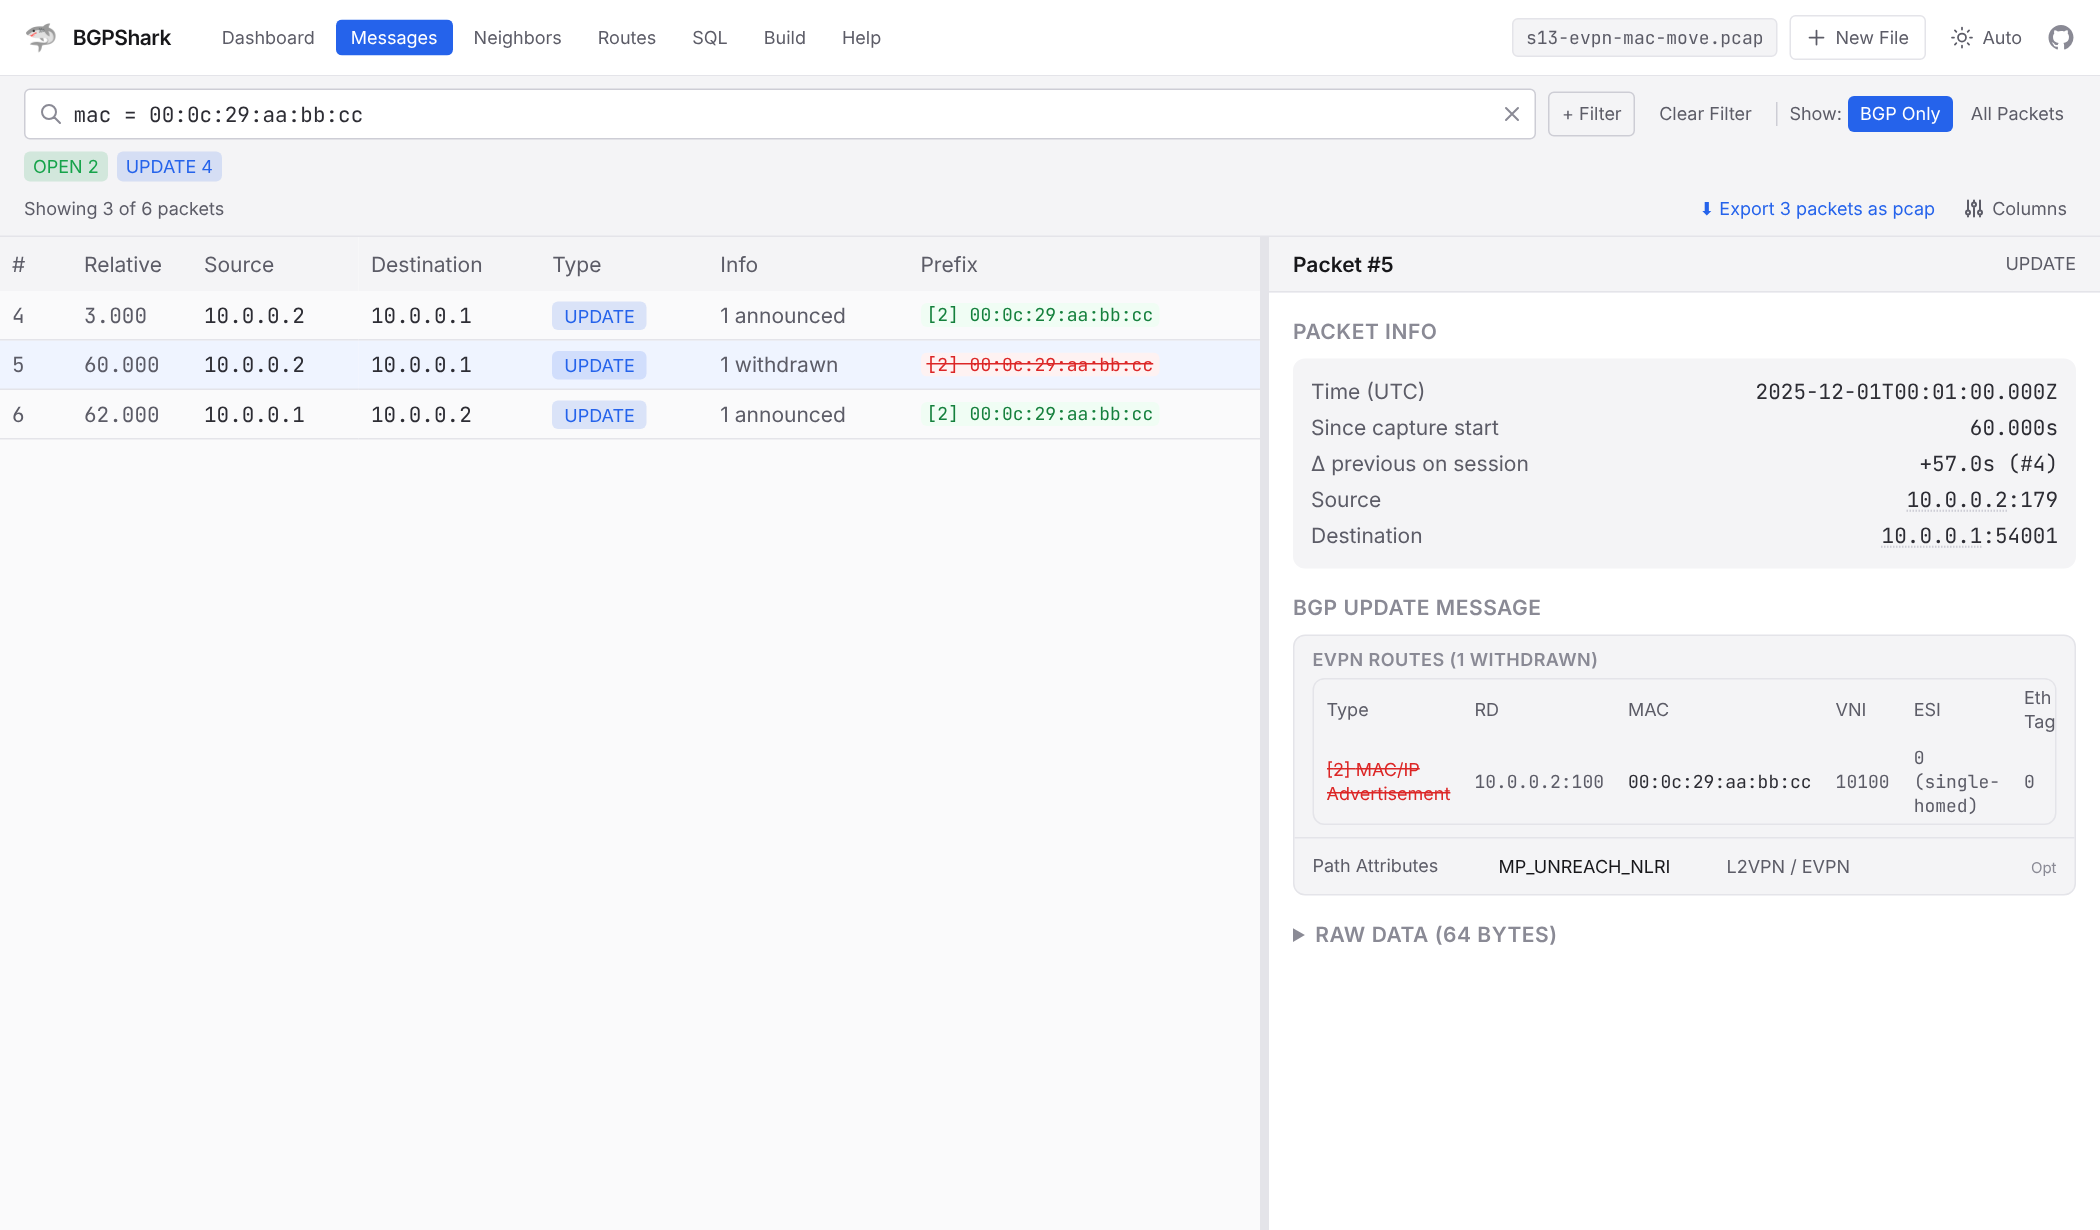 BGPShark
Dashboard Messages Neighbors Routes SQL Build Help
s13-evpn-mac-move.pcap + New File Auto
mac = 00:0c:29:aa:bb:cc
+ Filter Clear Filter Show: BGP Only All Packets
OPEN 2 UPDATE 4
Showing 3 of 6 packets
⬇ Export 3 packets as pcap Columns
# Relative Source Destination Type Info Prefix
4 3.000 10.0.0.2 10.0.0.1 UPDATE 1 announced [2] 00:0c:29:aa:bb:cc
5 60.000 10.0.0.2 10.0.0.1 UPDATE 1 withdrawn [2] 00:0c:29:aa:bb:cc
6 62.000 10.0.0.1 10.0.0.2 UPDATE 1 announced [2] 00:0c:29:aa:bb:cc
Packet #5 UPDATE
PACKET INFO
Time (UTC) 2025-12-01T00:01:00.000Z
Since capture start 60.000s
Δ previous on session +57.0s (#4)
Source 10.0.0.2:179
Destination 10.0.0.1:54001
BGP UPDATE MESSAGE
EVPN ROUTES (1 WITHDRAWN)
Type RD MAC VNI ESI Eth Tag
[2] MAC/IP Advertisement 10.0.0.2:100 00:0c:29:aa:bb:cc 10100 0 (single-homed) 0
Path Attributes MP_UNREACH_NLRI L2VPN / EVPN Opt
▶ RAW DATA (64 BYTES)